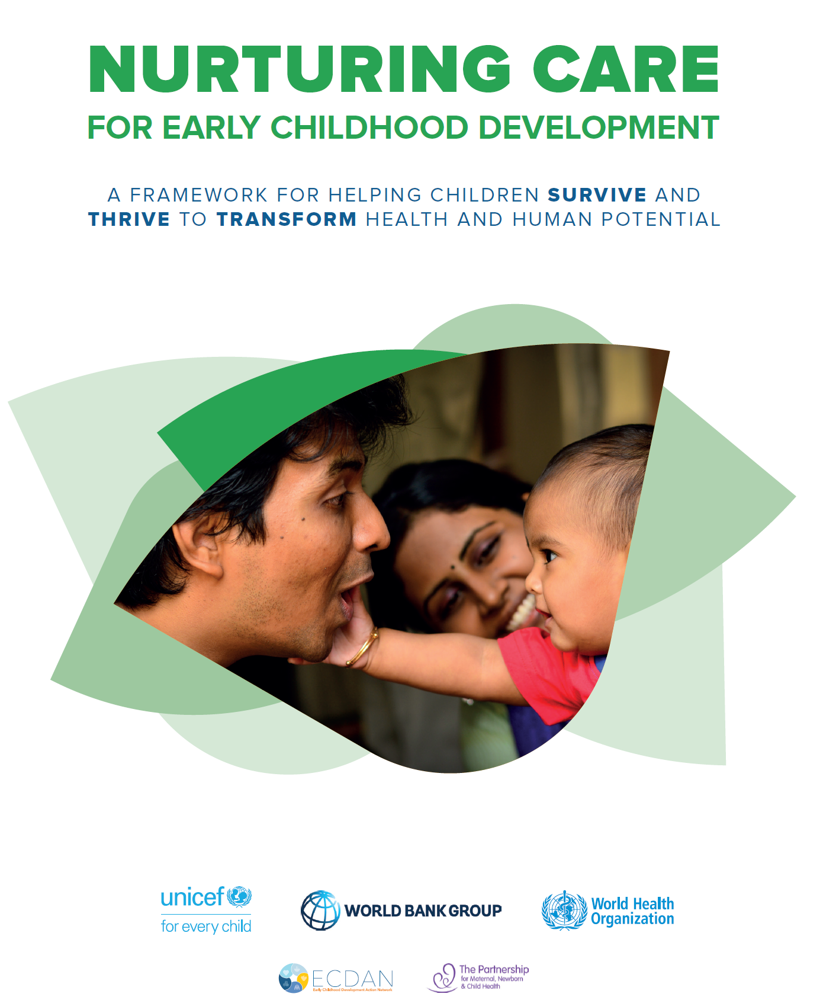 NURTURING CARE
FOR EARLY CHILDHOOD DEVELOPMENT
A FRAMEWORK FOR HELPING CHILDREN SURVIVE AND
THRIVE TO TRANSFORM HEALTH AND HUMAN POTENTIAL
unicef
for every child
WORLD BANK GROUP
World Health
Organization
ECDAN
Early Childhood Development Action Network
The Partnership
for Maternal, Newborn
& Child Health